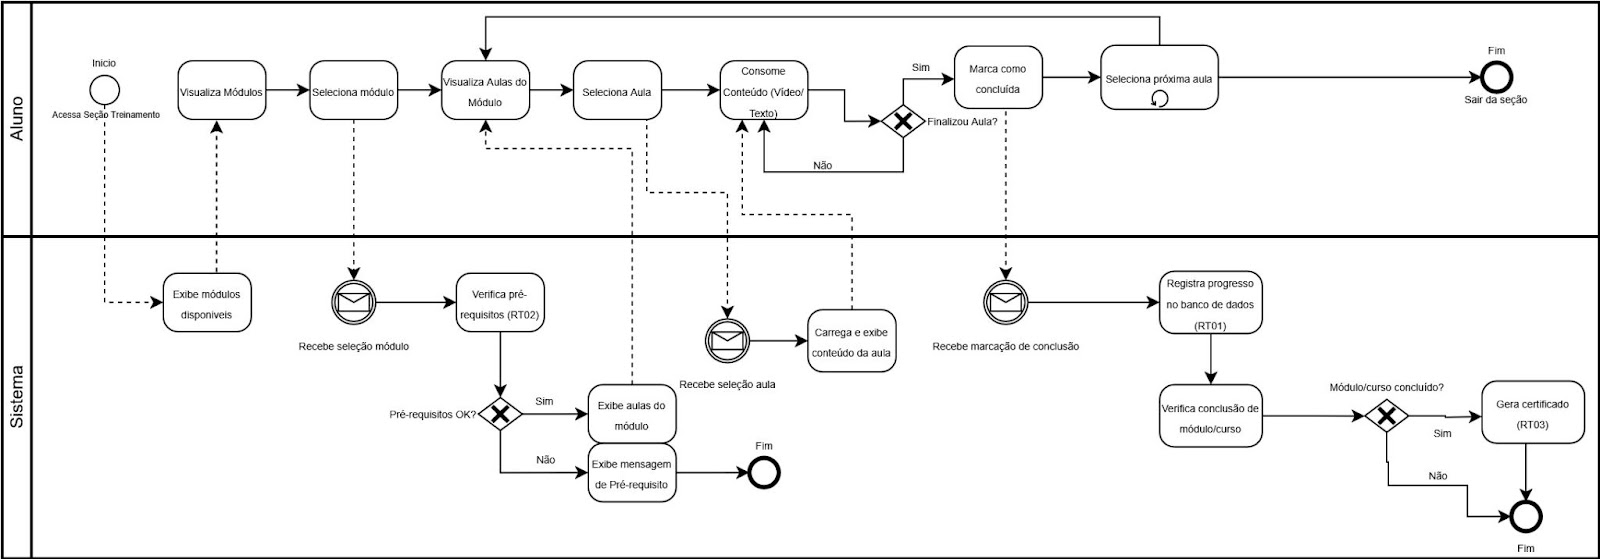 Aluno
Inicio
Acessa Seção Treinamento
Visualiza Módulos
Seleciona módulo
Visualiza Aulas do
Módulo
Seleciona Aula
Consome
Conteúdo (Vídeo/
Texto)
Sim
Finalizou Aula?
Não
Marca como
concluída
Seleciona próxima aula
Fim
Sair da seção
Sistema
Exibe módulos
disponiveis
Recebe seleção módulo
Verifica pré-
requisitos (RT02)
Pré-requisitos OK?
Sim
Não
Exibe aulas do
módulo
Exibe mensagem
de Pré-requisito
Fim
Recebe seleção aula
Carrega e exibe
conteúdo da aula
Recebe marcação de conclusão
Registra progresso
no banco de dados
(RT01)
Verifica conclusão de
módulo/curso
Módulo/curso concluído?
Sim
Não
Gera certificado
(RT03)
Fim